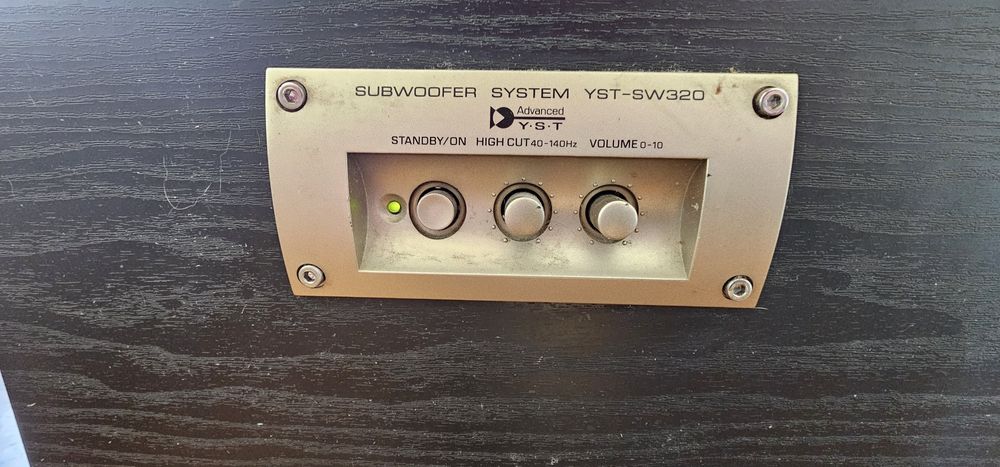 SUBWOOFER SYSTEM YST-SW320
Advanced
Y·S·T
STANDBY/ON HIGH CUT 40-140Hz VOLUME 0-10